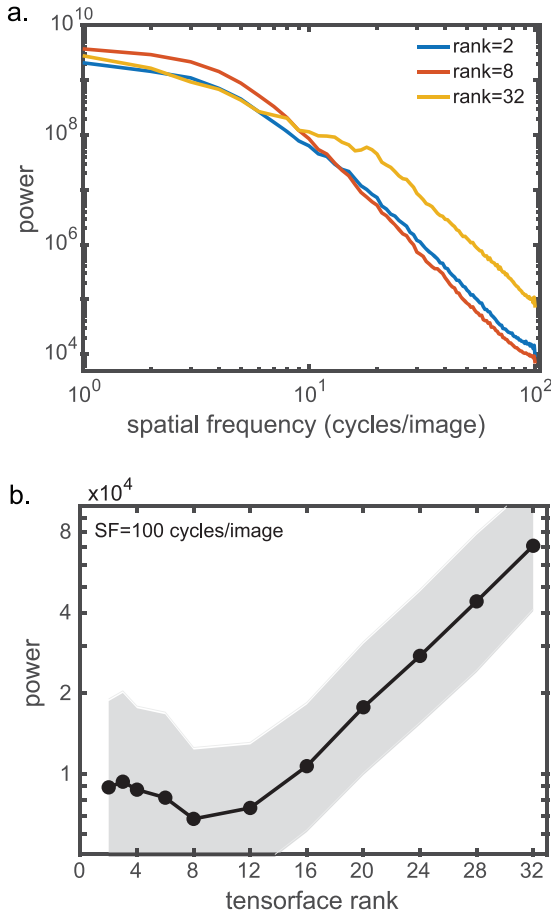 a.
10^10
10^8
10^6
10^4
power
rank=2
rank=8
rank=32
10^0
10^1
10^2
spatial frequency (cycles/image)
b.
x10^4
SF=100 cycles/image
8
4
2
1
power
0 4 8 12 16 20 24 28 32
tensorface rank